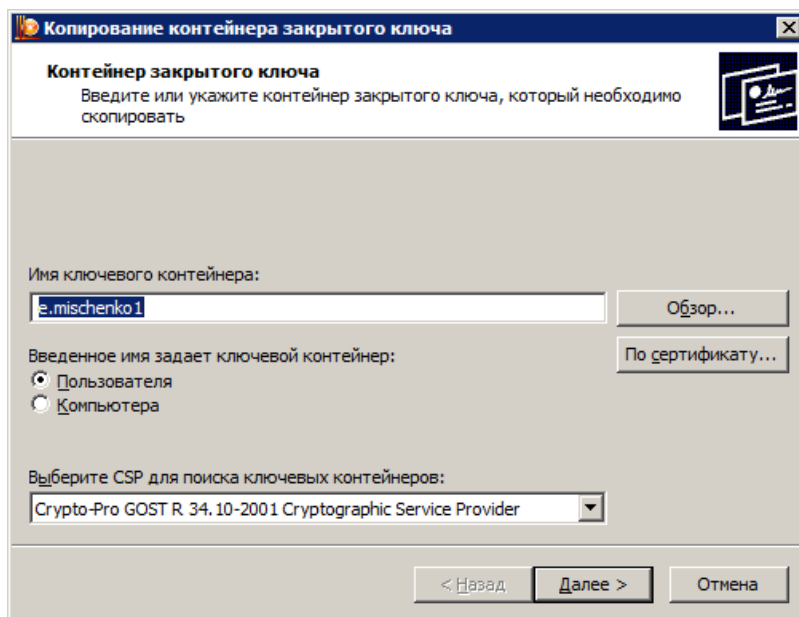 Копирование контейнера закрытого ключа
Контейнер закрытого ключа
Введите или укажите контейнер закрытого ключа, который необходимо
скопировать
Имя ключевого контейнера:
e.mischenko1
Обзор...
Введенное имя задает ключевой контейнер:
По сертификату...
Пользователя
Компьютера
Выберите CSP для поиска ключевых контейнеров:
Crypto-Pro GOST R 34.10-2001 Cryptographic Service Provider
< Назад
Далее >
Отмена